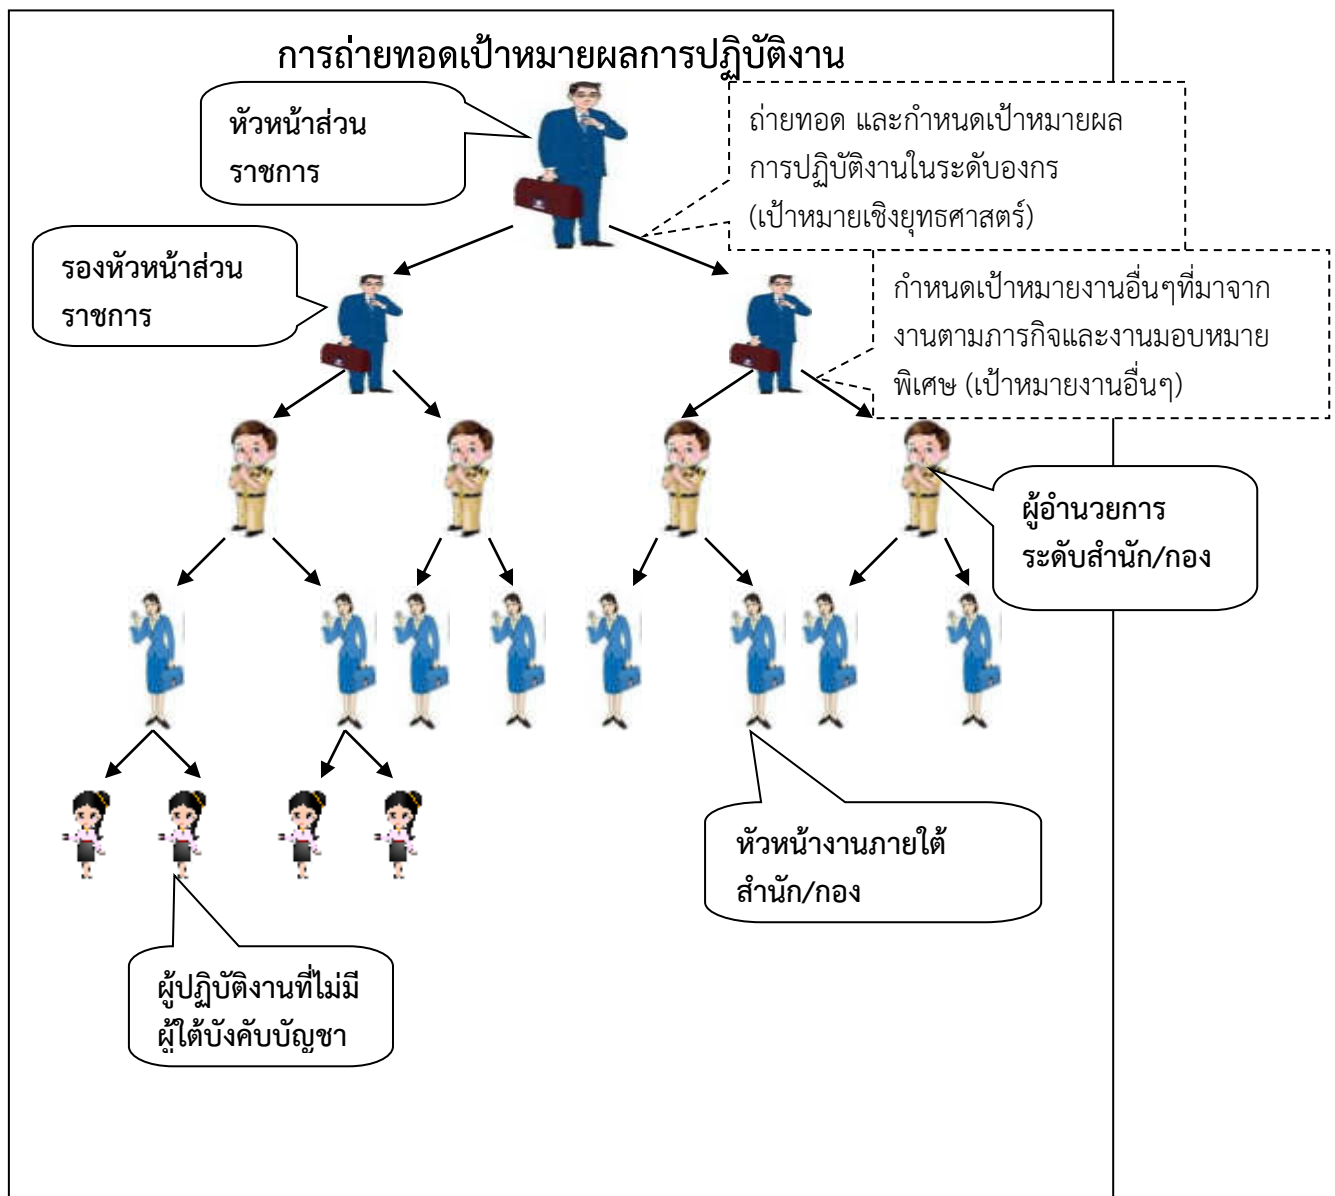 การถ่ายทอดเป้าหมายผลการปฏิบัติงาน
หัวหน้าส่วน
ราชการ
ถ่ายทอด และกำหนดเป้าหมายผล
การปฏิบัติงานในระดับองกร
(เป้าหมายเชิงยุทธศาสตร์)
รองหัวหน้าส่วน
ราชการ
กำหนดเป้าหมายงานอื่นๆที่มาจาก
งานตามภารกิจและงานมอบหมาย
พิเศษ (เป้าหมายงานอื่นๆ)
ผู้อำนวยการ
ระดับสำนัก/กอง
หัวหน้างานภายใต้
สำนัก/กอง
ผู้ปฏิบัติงานที่ไม่มี
ผู้ใต้บังคับบัญชา